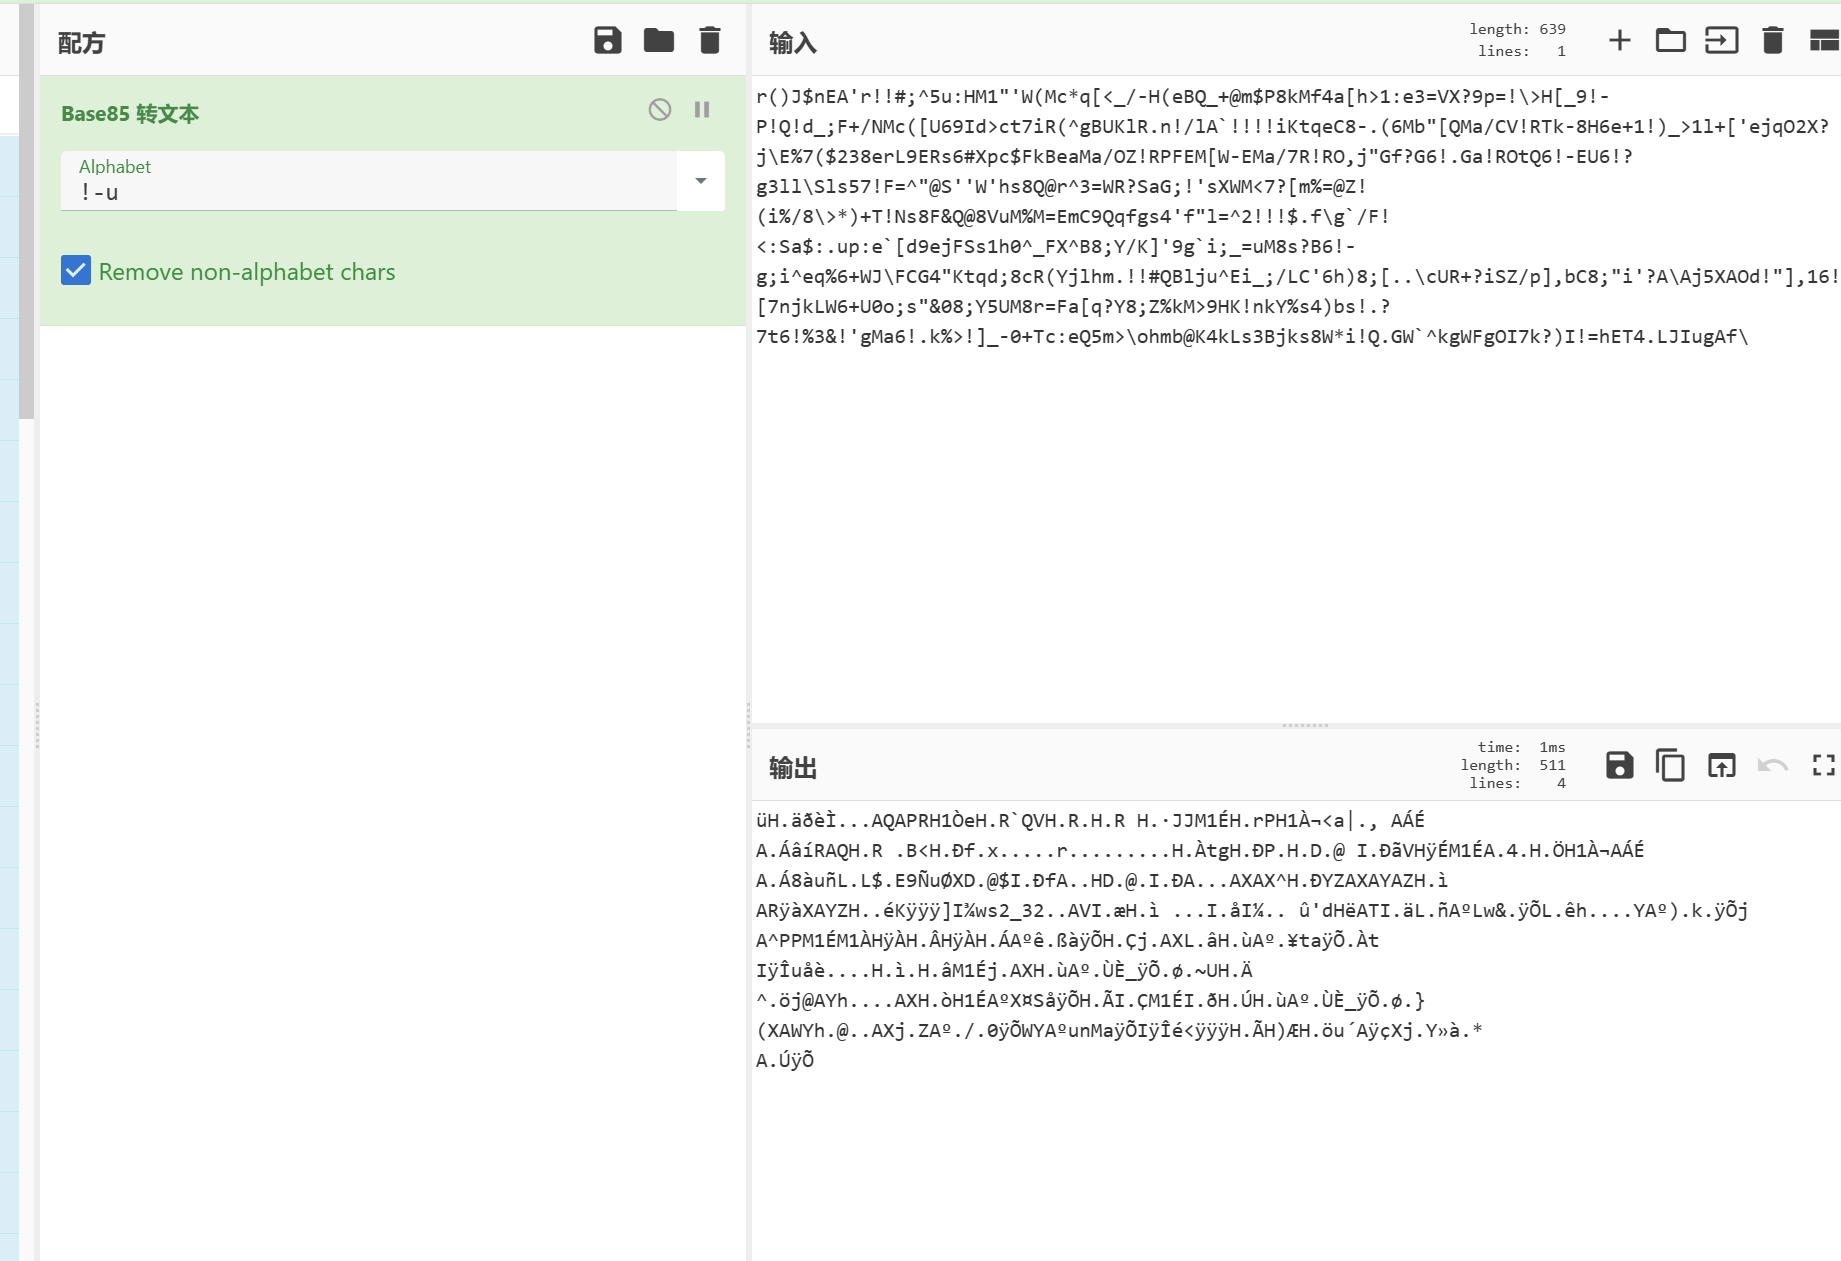 配方
Base85 转文本
Alphabet
!-u
Remove non-alphabet chars
输入
length: 639
lines: 1
r()J$nEA'r!!#;^5u:HM1"'W(Mc*q[<_/-H(eBQ_+@m$P8kMf4a[h>1:e3=VX?9p=!\>H[_9!-
P!Q!d_;F+/NMc([U69Id>ct7iR(^gBUKlR.n!/lA`!!!!iKtqeC8-.(6Mb"[QMa/CV!RTk-8H6e+1!)_>1l+['ejqO2X?
j\E%7($238erL9ERs6#Xpc$FkBeaMa/OZ!RPFEM[W-EMa/7R!RO,j"Gf?G6!.Ga!ROtQ6!-EU6!?
g3ll\Sls57!F=^"@S''W'hs8Q@r^3=WR?SaG;!'sXWM<7?[m%=@Z!
(i%/8\>*)+T!Ns8F&Q@8VuM%M=EmC9Qqfgs4'f"l=^2!!!$.f\g`/F!
<:Sa$:.up:e`[d9ejFSs1h0^_FX^B8;Y/K]'9g`i;_=uM8s?B6!-
g;i^eq%6+WJ\FCG4"Ktqd;8cR(Yjlhm.!!#QBlju^Ei_;/LC'6h)8;[..\cUR+?iSZ/p],bC8;"i'?A\Aj5XAOd!"],16!
[7njkLW6+U0o;s"&08;Y5UM8r=Fa[q?Y8;Z%kM>9HK!nkY%s4)bs!.?
7t6!%3&!'gMa6!.k%>!]_-0+Tc:eQ5m>\ohmb@K4kLs3Bjks8W*i!Q.GW`^kgWFgOI7k?)I!=hET4.LJIugAf\
输出
time: 1ms
length: 511
lines: 4
üH.äðèÌ...AQAPRH1ÒeH.R`QVH.R.H.R H.·JJM1ÉH.rPH1À¬<a|., AÁÉ
A.ÁâíRAQH.R .B<H.Ðf.x.....r.........H.ÀtgH.ÐP.H.D.@ I.ÐãVHÿÉM1ÉA.4.H.ÖH1À¬AÁÉ
A.Á8àuñL.L$.E9ÑuØXD.@$I.ÐfA..HD.@.I.ÐA...AXAX^H.ÐYZAXAYAZH.ì
ARÿàXAYZH..éKÿÿÿ]I¾ws2_32..AVI.æH.ì ...I.åI¼.. û'dHëATI.äL.ñAºLw&.ÿÕL.êh....YAº).k.ÿÕj
A^PPM1ÉM1ÀHÿÀH.ÂHÿÀH.ÁAºê.ßàÿÕH.Çj.AXL.âH.ùAº.¥taÿÕ.Àt
IÿÎuåè....H.ì.H.âM1Éj.AXH.ùAº.ÙÈ_ÿÕ.ø.~UH.Ä
^.öj@AYh....AXH.òH1ÉAºX¤SåÿÕH.ÃI.ÇM1ÉI.ðH.ÚH.ùAº.ÙÈ_ÿÕ.ø.}
(XAWYh.@..AXj.ZAº./.0ÿÕWYAºunMaÿÕIÿÎé<ÿÿÿH.ÃH)ÆH.öu´AÿçXj.Y»à.*
A.ÚÿÕ